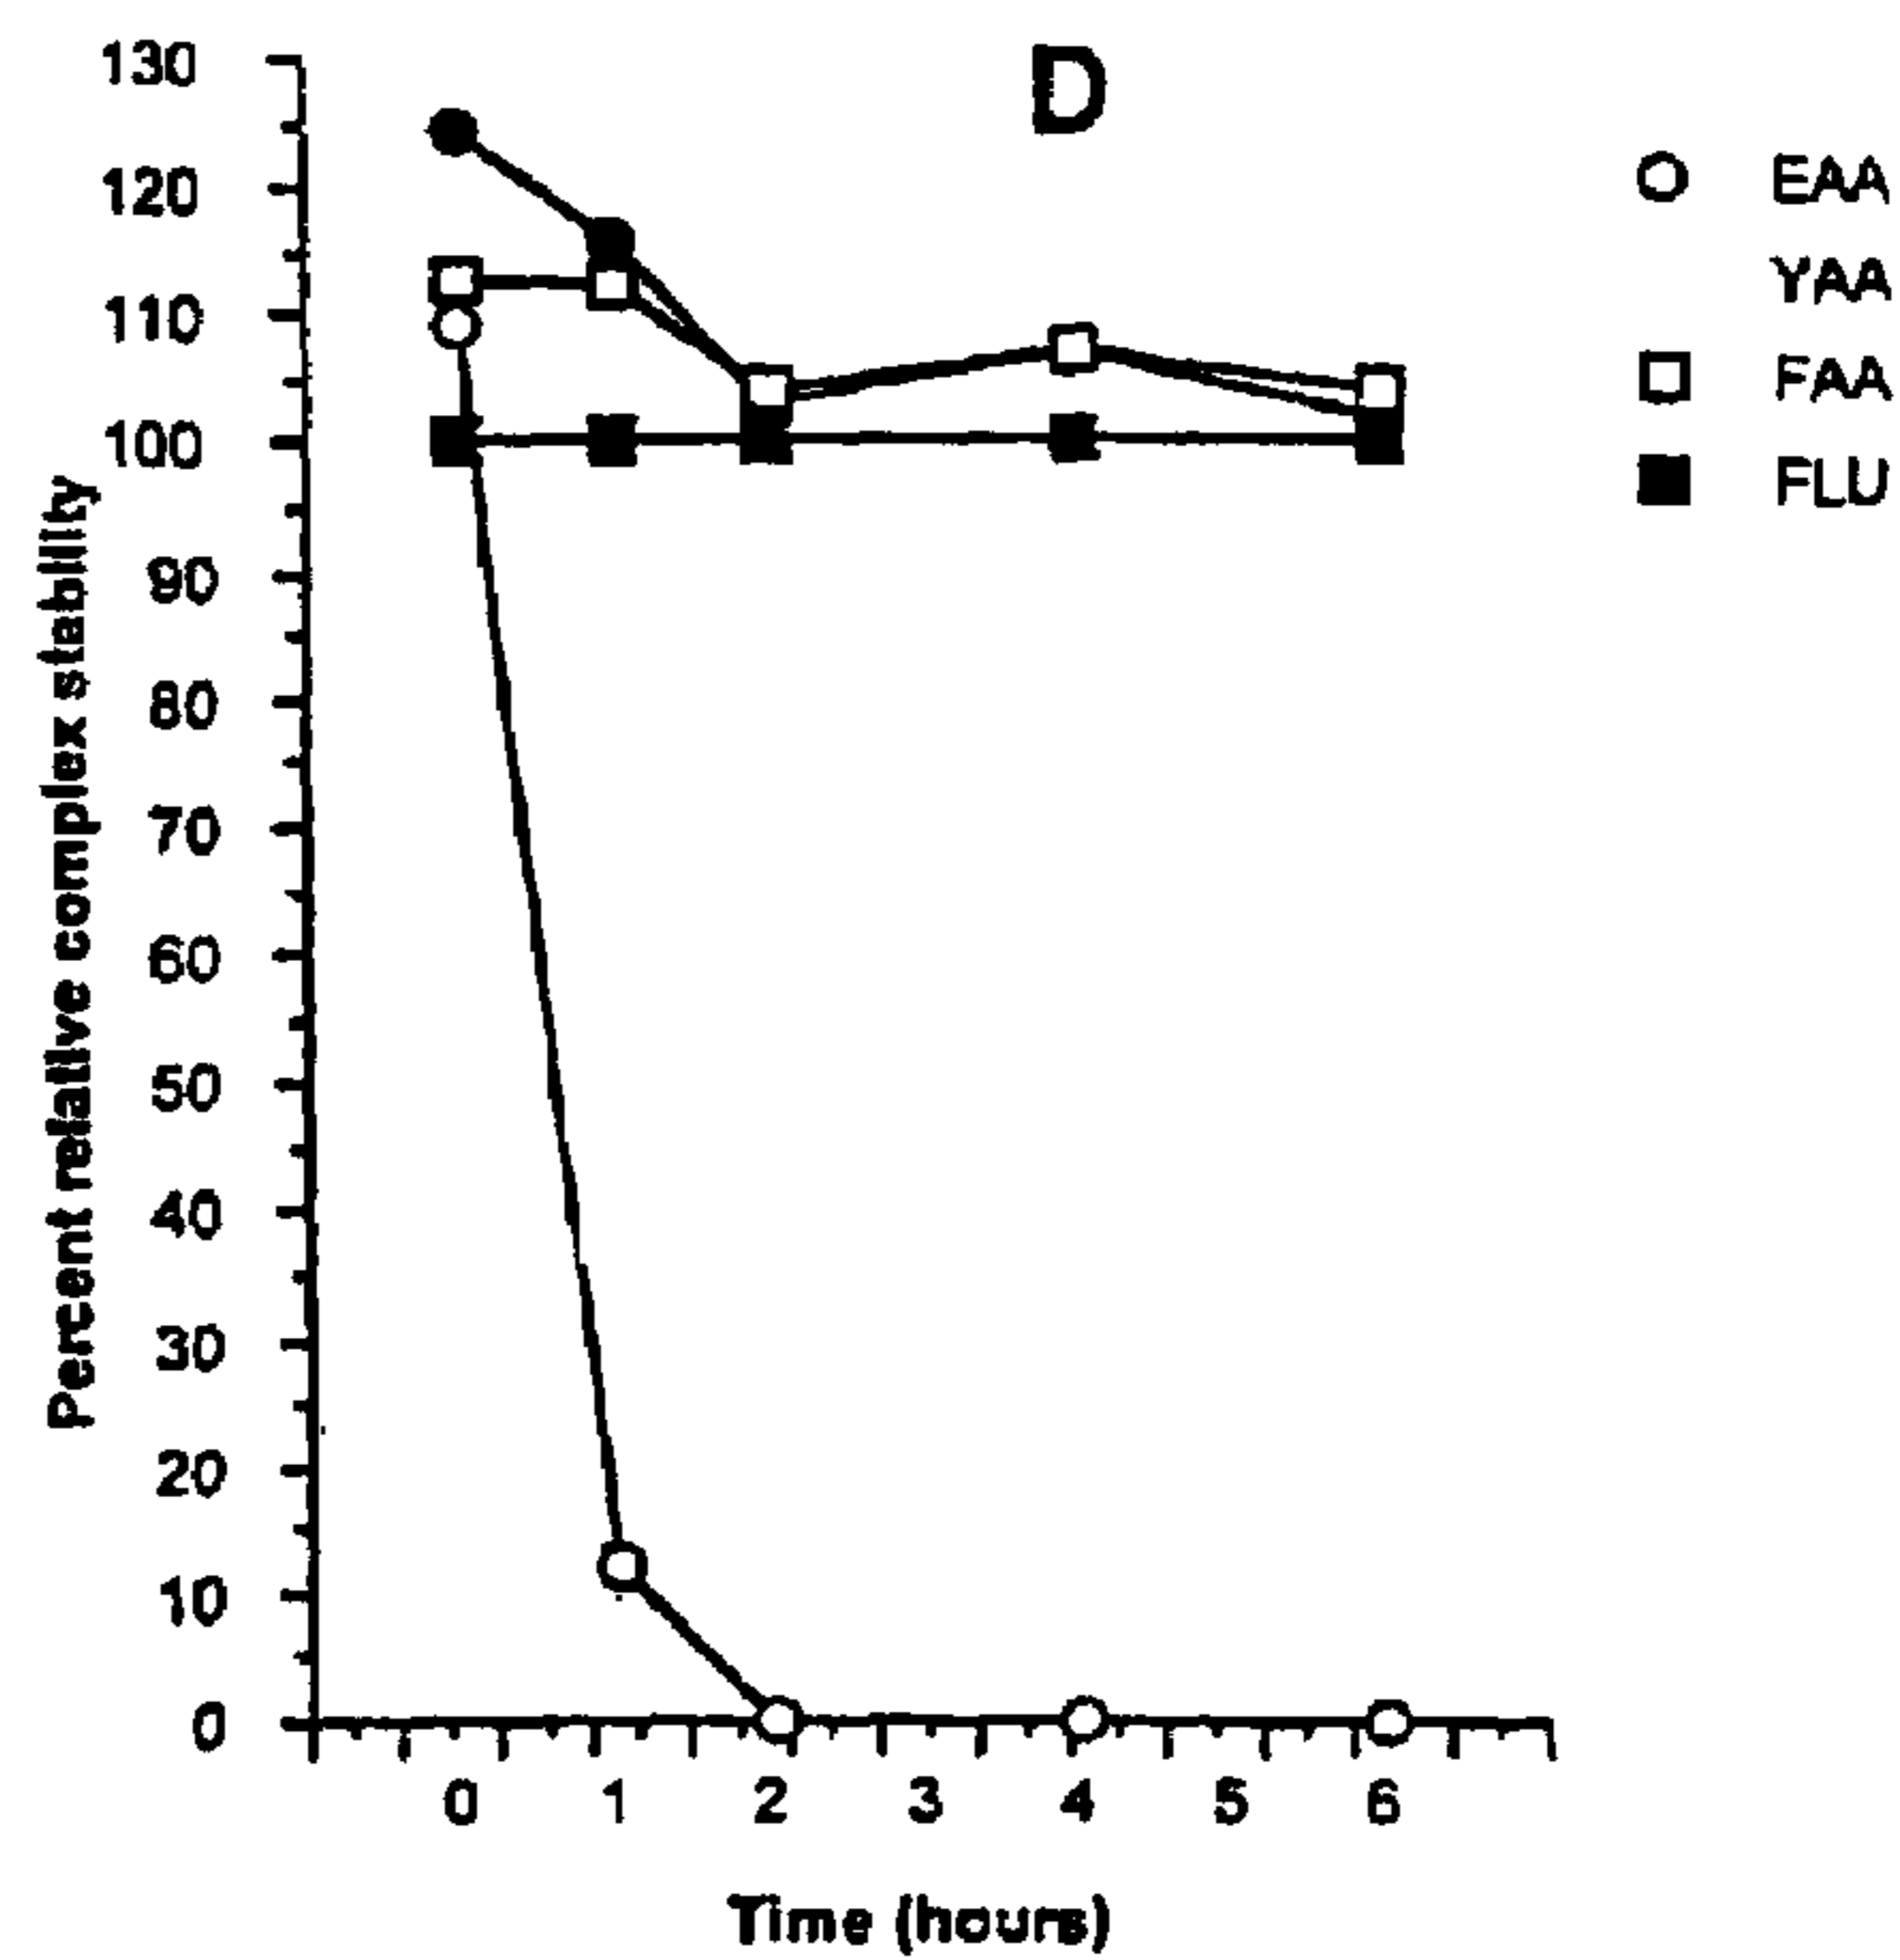 D
130
120
110
100
90
80
70
60
50
40
30
20
10
0
Percent relative complex stability
0 1 2 3 4 5 6
Time (hours)
EAA
YAA
FAA
FLU